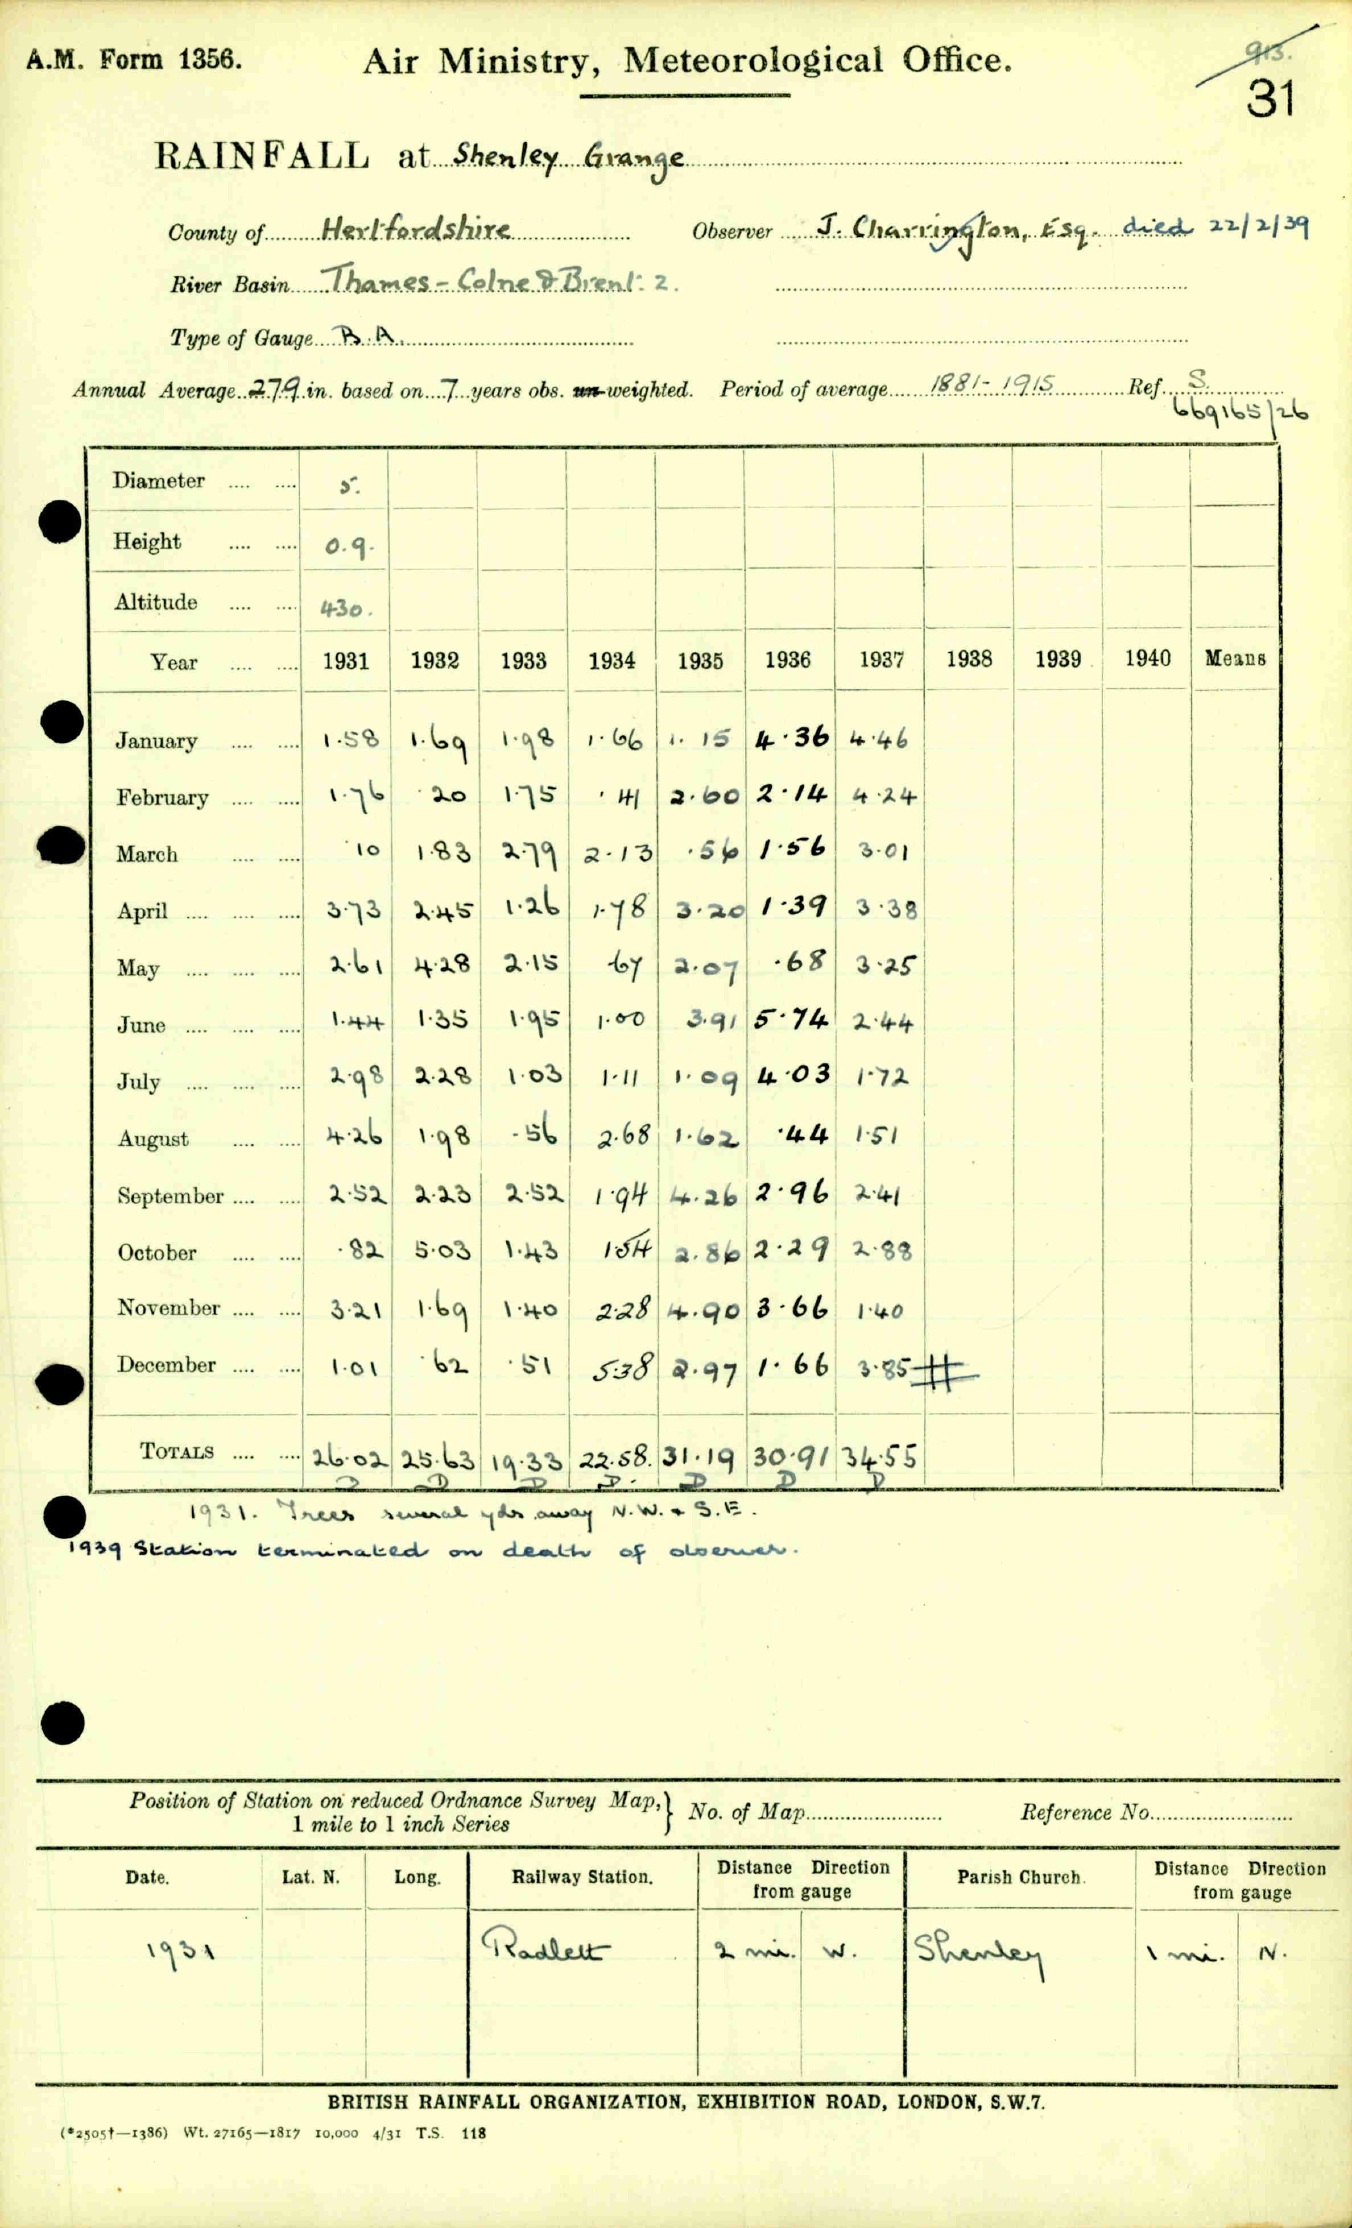 913.
A.M. Form 1356.
Air Ministry, Meteorological Office.
31
RAINFALL at Shenley Grange
County of Hertfordshire Observer J. Charrington, Esq. died 22/2/39
River Basin Thames - Colne & Brent. 2.
Type of Gauge B.A.
Annual Average 27.9 in. based on 7 years obs. un-weighted. Period of average 1881-1915 Ref. S.
669165/26
Diameter 5.
Height 0.9.
Altitude 430.
Year 1931 1932 1933 1934 1935 1936 1937 1938 1939 1940 Means
January 1.58 1.69 1.98 1.66 1.15 4.36 4.46
February 1.76 .20 1.75 .41 2.60 2.14 4.24
March .10 1.83 2.79 2.13 .56 1.56 3.01
April 3.73 2.45 1.26 1.78 3.20 1.39 3.38
May 2.61 4.28 2.15 .67 2.07 .68 3.25
June 1.44 1.35 1.95 1.00 3.91 5.74 2.44
July 2.98 2.28 1.03 1.11 1.09 4.03 1.72
August 4.26 1.98 .56 2.68 1.62 .44 1.51
September 2.52 2.23 2.52 1.94 4.26 2.96 2.41
October .82 5.03 1.43 1.54 2.86 2.29 2.88
November 3.21 1.69 1.40 2.28 4.90 3.66 1.40
December 1.01 .62 .51 5.38 2.97 1.66 3.85 #
TOTALS 26.02 25.63 19.33 22.58. 31.19 30.91 34.55
D D D D. D D D
1931. Trees several yds away N.W. & S.E.
1939 Station terminated on death of observer.
Position of Station on reduced Ordnance Survey Map, } No. of Map Reference No.
1 mile to 1 inch Series
Date. Lat. N. Long. Railway Station. Distance Direction from gauge Parish Church. Distance Direction from gauge
1931 Radlett 2 mi. W. Shenley 1 mi. N.
BRITISH RAINFALL ORGANIZATION, EXHIBITION ROAD, LONDON, S.W.7.
(*2505†—1386) Wt. 27165—1817 10,000 4/31 T.S. 118